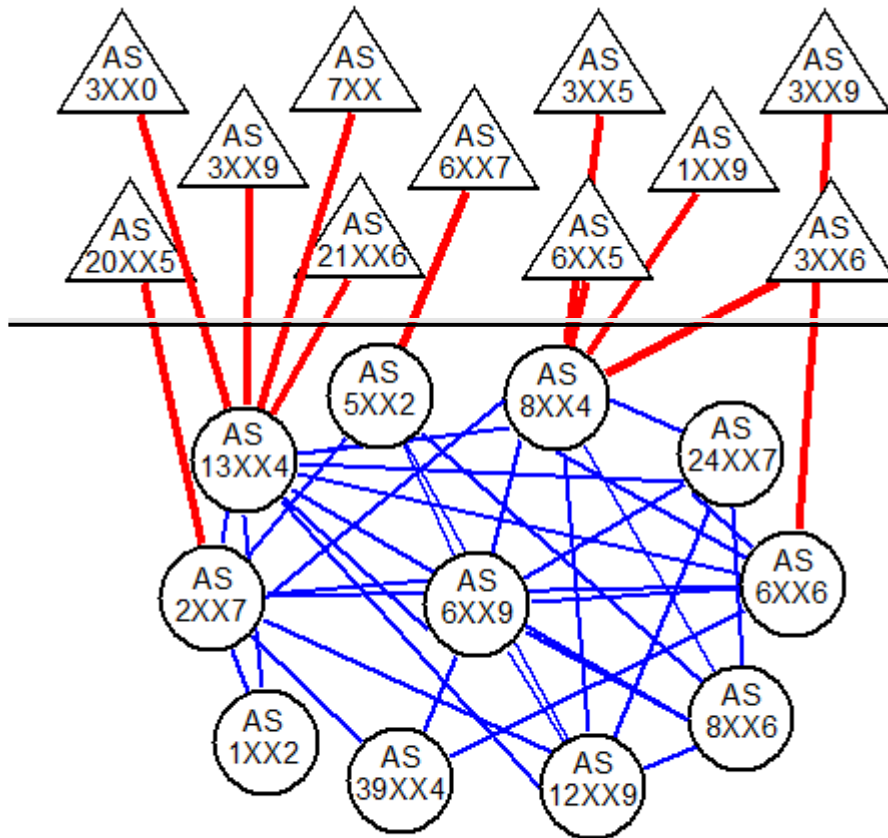 AS
3XX0
AS
7XX
AS
3XX5
AS
3XX9
AS
3XX9
AS
6XX7
AS
1XX9
AS
20XX5
AS
21XX6
AS
6XX5
AS
3XX6
AS
5XX2
AS
8XX4
AS
13XX4
AS
24XX7
AS
2XX7
AS
6XX9
AS
6XX6
AS
1XX2
AS
39XX4
AS
12XX9
AS
8XX6